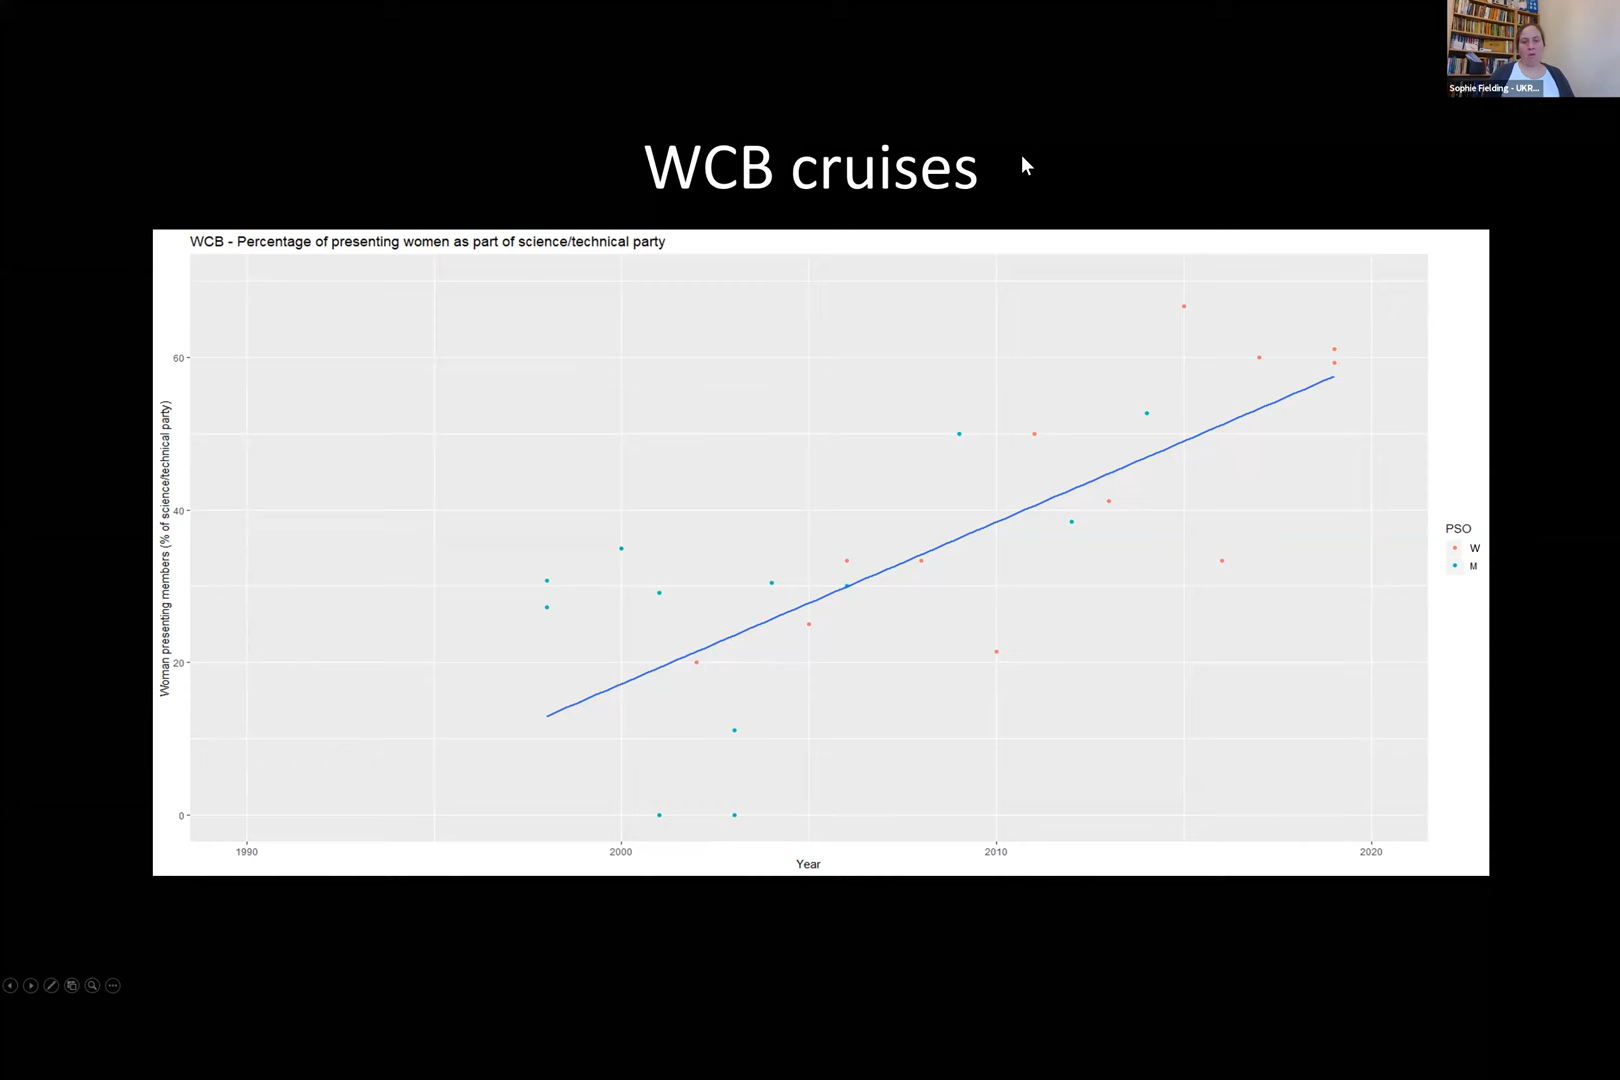 Sophie Fielding - UKR...
WCB cruises
WCB - Percentage of presenting women as part of science/technical party
Woman presenting members (% of science/technical party)
60
40
20
0
1990
2000
2010
2020
Year
PSO
W
M